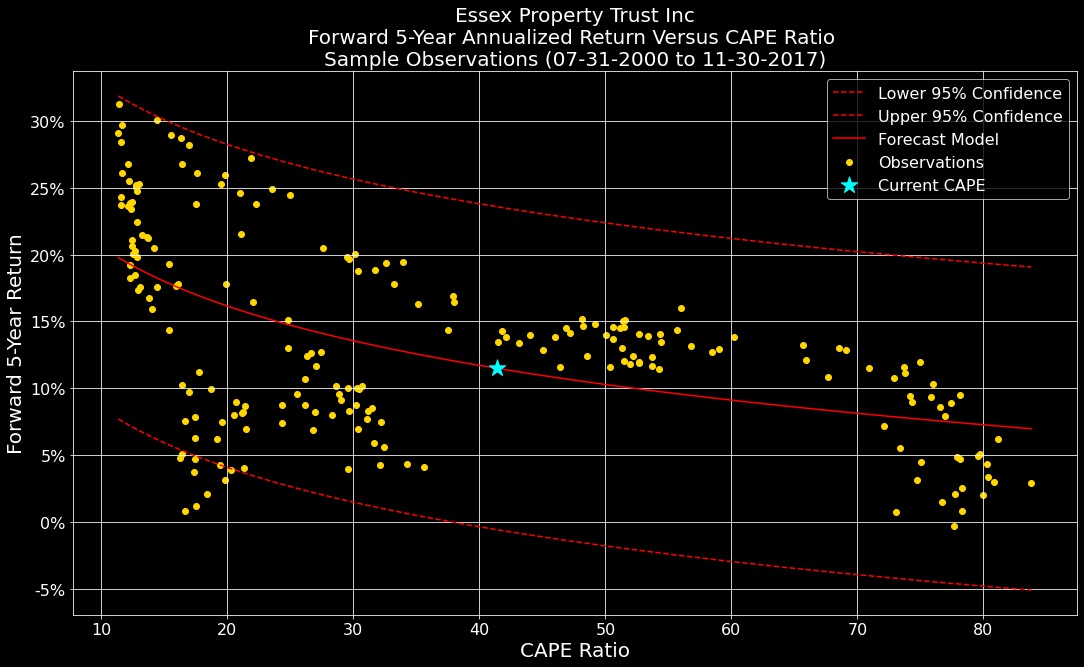 Essex Property Trust Inc
Forward 5-Year Annualized Return Versus CAPE Ratio
Sample Observations (07-31-2000 to 11-30-2017)
Lower 95% Confidence
Upper 95% Confidence
Forecast Model
Observations
Current CAPE
Forward 5-Year Return
30%
25%
20%
15%
10%
5%
0%
-5%
10 20 30 40 50 60 70 80
CAPE Ratio